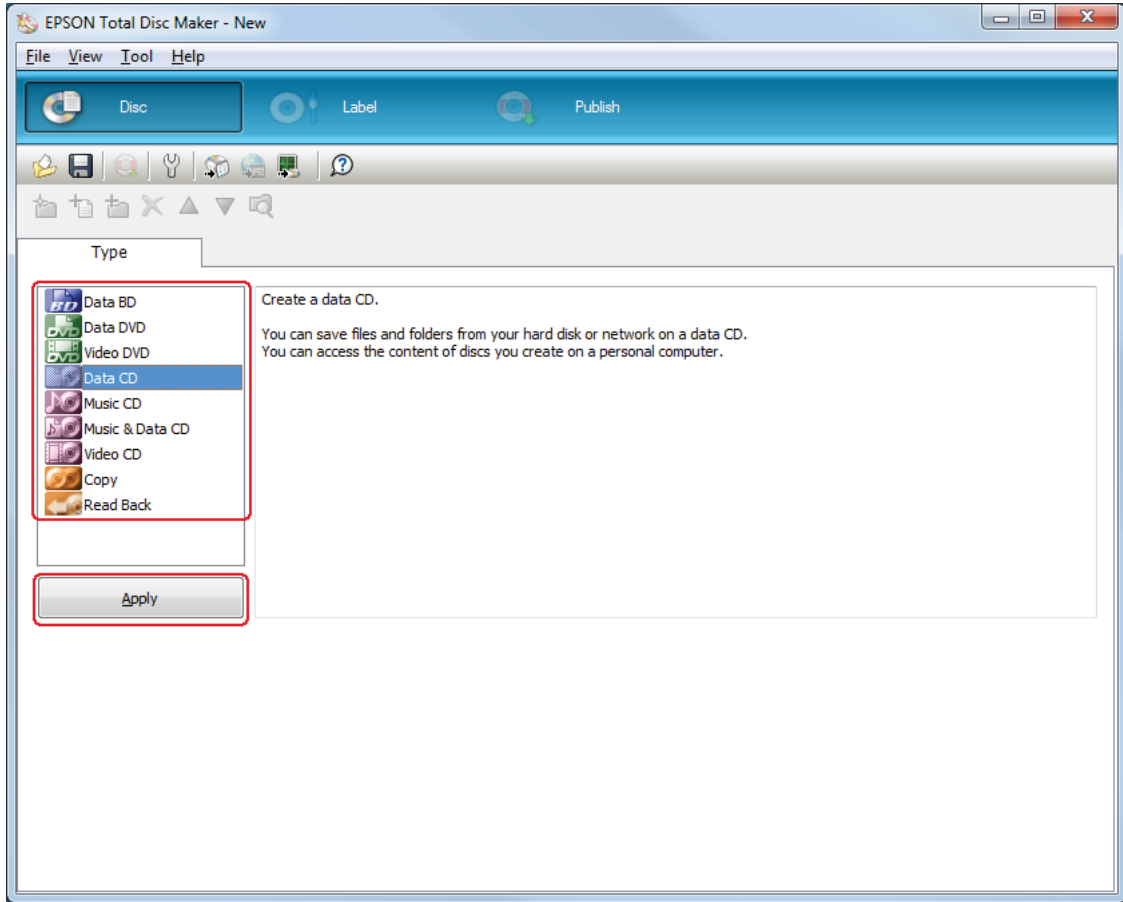 EPSON Total Disc Maker - New
File View Tool Help
Disc Label Publish
Type
BD Data BD
DVD Data DVD
DVD Video DVD
Data CD
Music CD
Music & Data CD
Video CD
Copy
Read Back
Apply
Create a data CD.
You can save files and folders from your hard disk or network on a data CD.
You can access the content of discs you create on a personal computer.